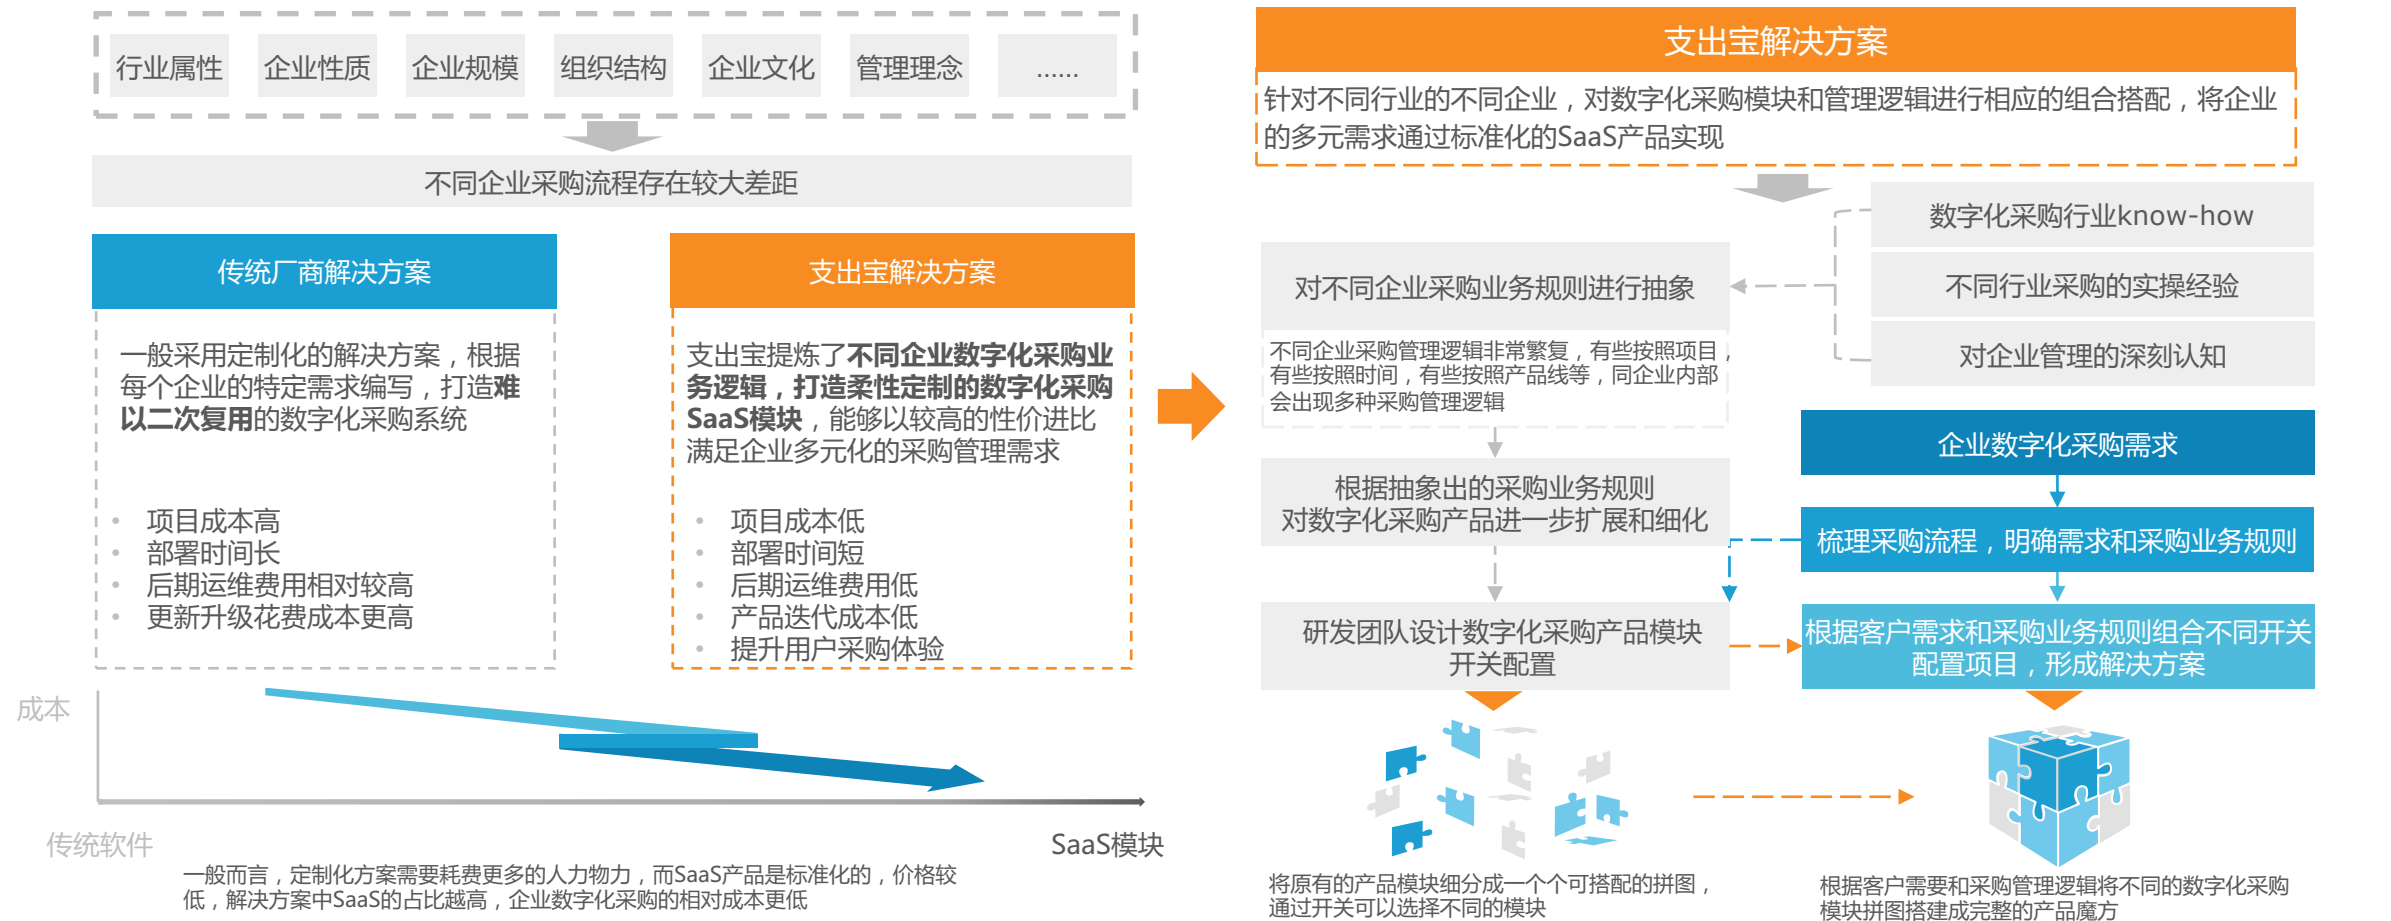 行业属性
企业性质
企业规模
组织结构
企业文化
管理理念
......
不同企业采购流程存在较大差距
传统厂商解决方案
一般采用定制化的解决方案，根据
每个企业的特定需求编写，打造难
以二次复用的数字化采购系统
• 项目成本高
• 部署时间长
• 后期运维费用相对较高
• 更新升级花费成本更高
支出宝解决方案
支出宝提炼了不同企业数字化采购业
务逻辑，打造柔性定制的数字化采购
SaaS模块，能够以较高的性价进比
满足企业多元化的采购管理需求
• 项目成本低
• 部署时间短
• 后期运维费用低
• 产品迭代成本低
• 提升用户采购体验
成本
传统软件
SaaS模块
一般而言，定制化方案需要耗费更多的人力物力，而SaaS产品是标准化的，价格较
低，解决方案中SaaS的占比越高，企业数字化采购的相对成本更低
支出宝解决方案
针对不同行业的不同企业，对数字化采购模块和管理逻辑进行相应的组合搭配，将企业
的多元需求通过标准化的SaaS产品实现
数字化采购行业know-how
不同行业采购的实操经验
对企业管理的深刻认知
对不同企业采购业务规则进行抽象
不同企业采购管理逻辑非常繁复，有些按照项目，
有些按照时间，有些按照产品线等，同企业内部
会出现多种采购管理逻辑
根据抽象出的采购业务规则
对数字化采购产品进一步扩展和细化
研发团队设计数字化采购产品模块
开关配置
企业数字化采购需求
梳理采购流程，明确需求和采购业务规则
根据客户需求和采购业务规则组合不同开关
配置项目，形成解决方案
将原有的产品模块细分成一个个可搭配的拼图，
通过开关可以选择不同的模块
根据客户需要和采购管理逻辑将不同的数字化采购
模块拼图搭建成完整的产品魔方